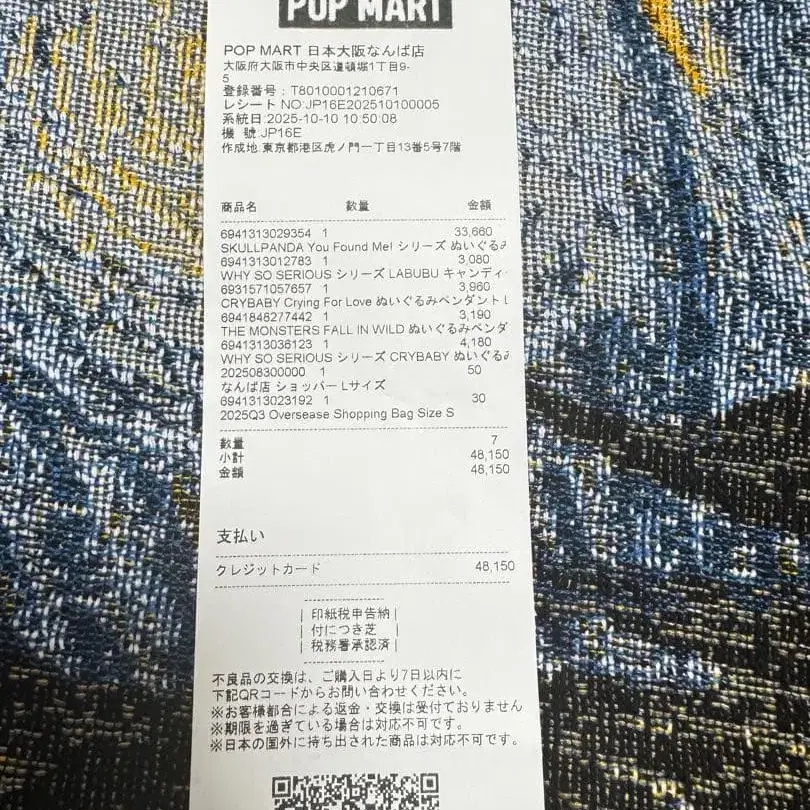 POP MART
POP MART 日本大阪なんば店
大阪府大阪市中央区道頓堀1丁目9-
5
登録番号：T8010001210671
レシート NO:JP16E202510100005
系統日:2025-10-10 10:50:08
機 號:JP16E
作成地:東京都港区虎ノ門一丁目13番5号7階
商品名 數量 金額
6941313029354 1 33,660
SKULLPANDA You Found Me! シリーズ ぬいぐるみ
6941313012783 1 3,080
WHY SO SERIOUS シリーズ LABUBU キャンディ
6931571057657 1 3,960
CRYBABY Crying For Love ぬいぐるみペンダント
6941848277442 1 3,190
THE MONSTERS FALL IN WILD ぬいぐるみペンダ
6941313036123 1 4,180
WHY SO SERIOUS シリーズ CRYBABY ぬいぐるみ
202508300000 1 50
なんば店 ショッパー Lサイズ
6941313023192 1 30
2025Q3 Oversease Shopping Bag Size S
數量 7
小計 48,150
金額 48,150
支払い
クレジットカード 48,150
印紙税申告納
付につき芝
税務署承認済
不良品の交換は、ご購入日より7日以内に
下記QRコードからお問い合わせください。
※お客様都合による返金・交換は受付ておりません
※期限を過ぎている場合は対応不可です。
※日本の国外に持ち出された商品は対応不可です。